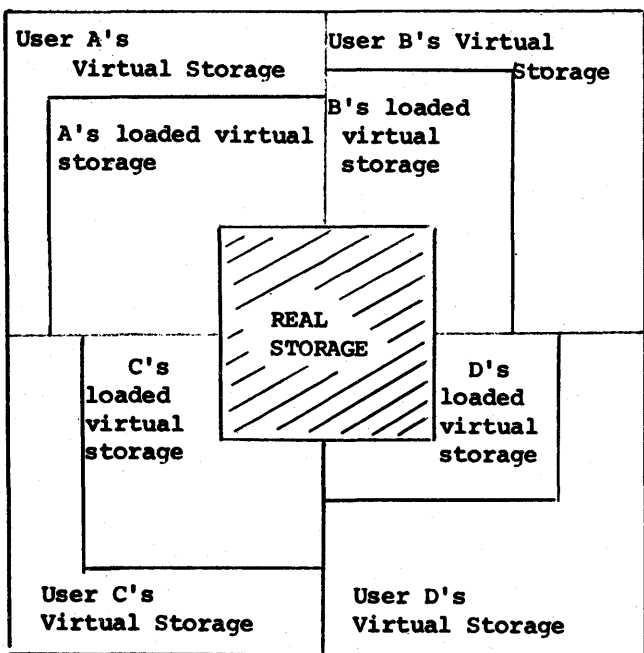 User A's
Virtual Storage
User B's Virtual
Storage
A's loaded virtual
storage
B's loaded
virtual
storage
REAL
STORAGE
C's
loaded
virtual
storage
D's
loaded
virtual
storage
User C's
Virtual Storage
User D's
Virtual Storage